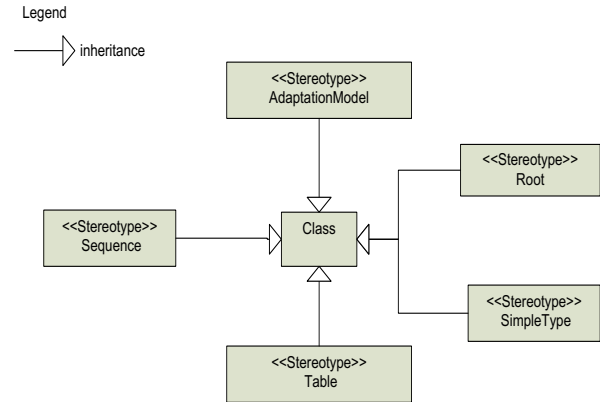 Legend
inheritance
<<Stereotype>>
AdaptationModel
<<Stereotype>>
Root
<<Stereotype>>
Sequence
Class
<<Stereotype>>
SimpleType
<<Stereotype>>
Table